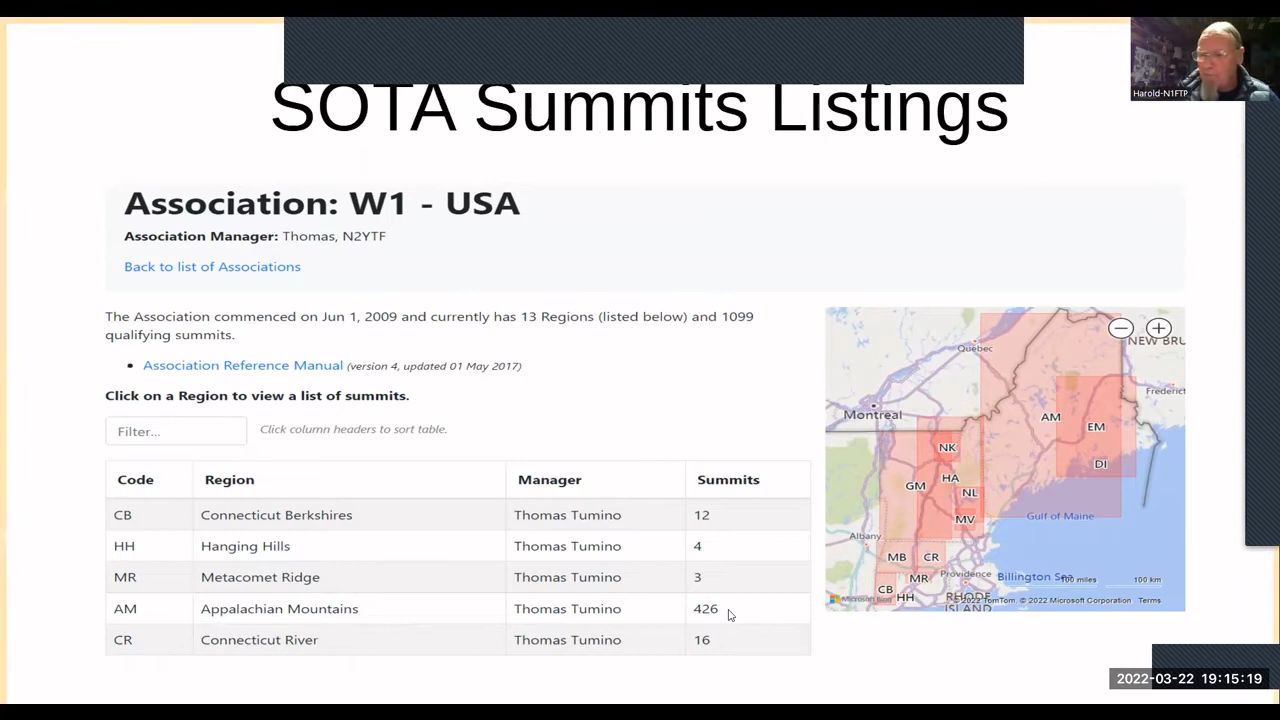 SOTA Summits Listings
Harold-N1FTP
Association: W1 - USA
Association Manager: Thomas, N2YTF
Back to list of Associations
The Association commenced on Jun 1, 2009 and currently has 13 Regions (listed below) and 1099
qualifying summits.
• Association Reference Manual (version 4, updated 01 May 2017)
Click on a Region to view a list of summits.
Filter...
Click column headers to sort table.
Code Region Manager Summits
CB Connecticut Berkshires Thomas Tumino 12
HH Hanging Hills Thomas Tumino 4
MR Metacomet Ridge Thomas Tumino 3
AM Appalachian Mountains Thomas Tumino 426
CR Connecticut River Thomas Tumino 16
Quebec
NEW BRU
Fredericto
Montreal
AM
EM
NK
DI
HA
GM
NL
MV
Gulf of Maine
Albany
MB
CR
MR
Providence
Billington Sea
100 miles
100 km
CB
HH
RHODE
ISLAND
Microsoft Bing
© 2022 TomTom, © 2022 Microsoft Corporation Terms
2022-03-22 19:15:19